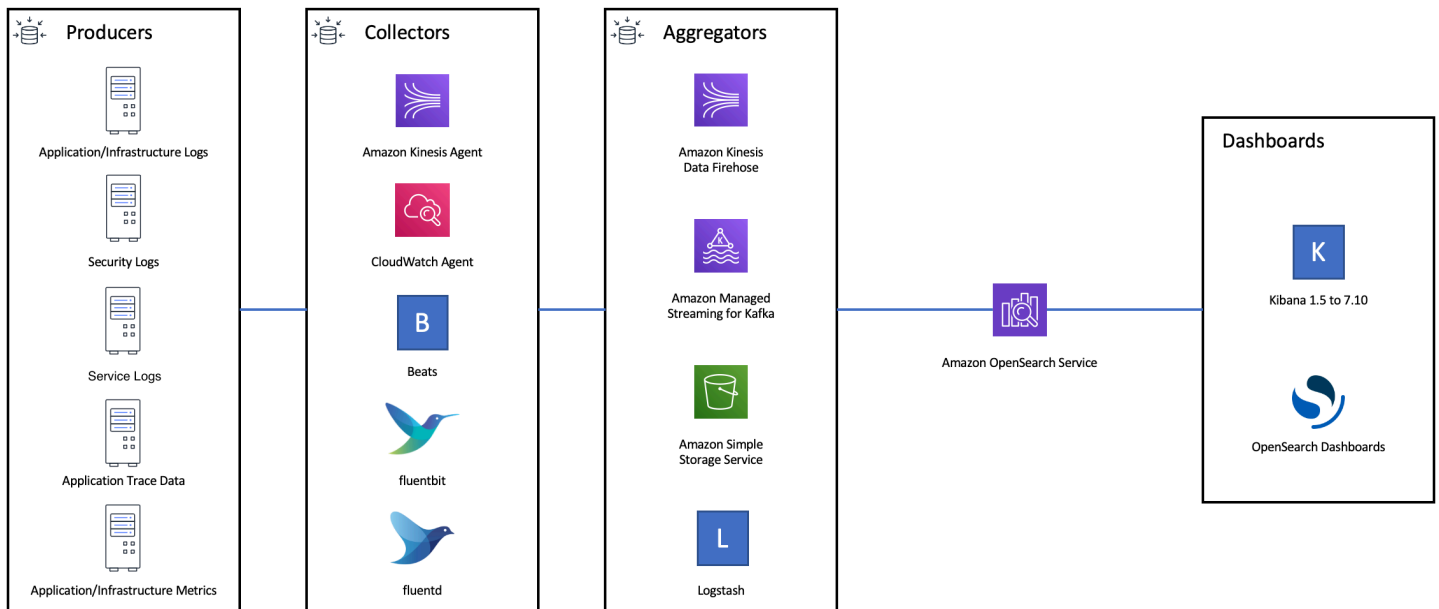 Producers
Application/Infrastructure Logs
Security Logs
Service Logs
Application Trace Data
Application/Infrastructure Metrics
Collectors
Amazon Kinesis Agent
CloudWatch Agent
B
Beats
fluentbit
fluentd
Aggregators
Amazon Kinesis
Data Firehose
K
Amazon Managed
Streaming for Kafka
Amazon Simple
Storage Service
L
Logstash
Amazon OpenSearch Service
Dashboards
K
Kibana 1.5 to 7.10
OpenSearch Dashboards